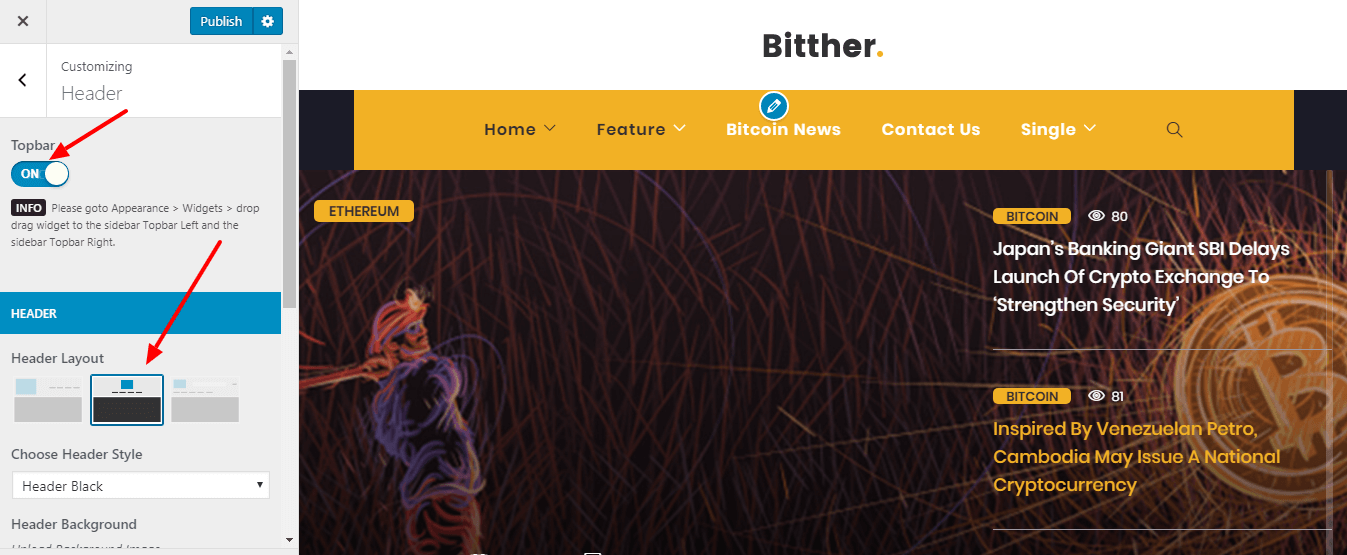 Publish
Customizing
Header
Topbar
ON
INFO Please goto Appearance > Widgets > drop
drag widget to the sidebar Topbar Left and the
sidebar Topbar Right.
HEADER
Header Layout
Choose Header Style
Header Black
Header Background
Upload Background Image
Bitther.
Home Feature Bitcoin News Contact Us Single
ETHEREUM
BITCOIN 80
Japan's Banking Giant SBI Delays
Launch Of Crypto Exchange To
‘Strengthen Security’
BITCOIN 81
Inspired By Venezuelan Petro,
Cambodia May Issue A National
Cryptocurrency